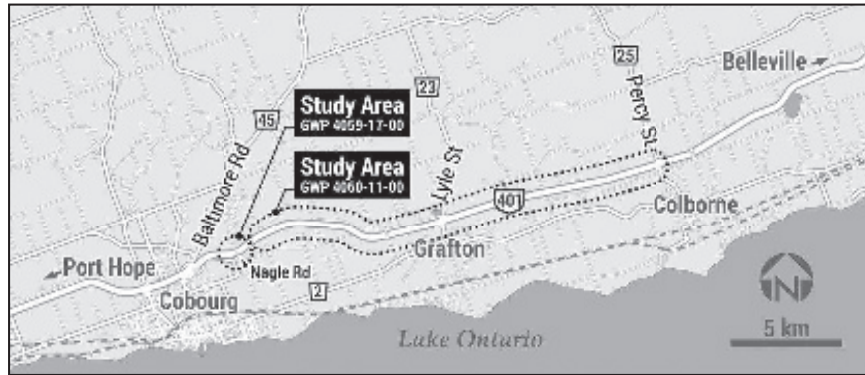 Belleville
25
Percy St.
23
Study Area
GWP 4059-17-00
45
Study Area
GWP 4060-11-00
Baltimore Rd
Lyle St
401
Colborne
Grafton
Port Hope
Nagle Rd
2
Cobourg
N
5 km
Lake Ontario